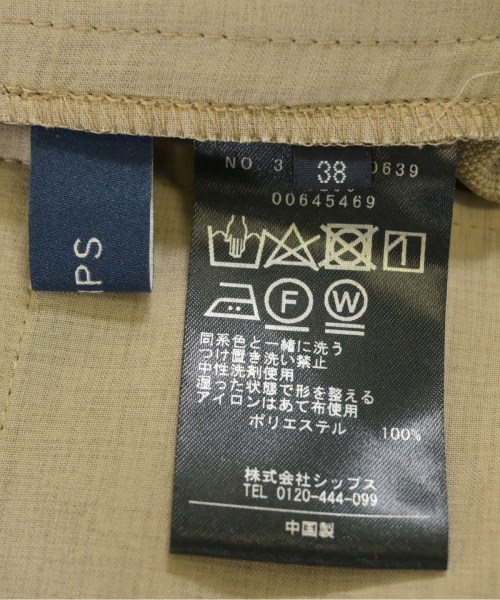 IPS
NO 3 38 0639
00645469
F W
同系色と一緒に洗う
つけ置き洗い禁止
中性洗剤使用
湿った状態で形を整える
アイロンはあて布使用
ポリエステル 100%
株式会社シップス
TEL 0120-444-099
中国製